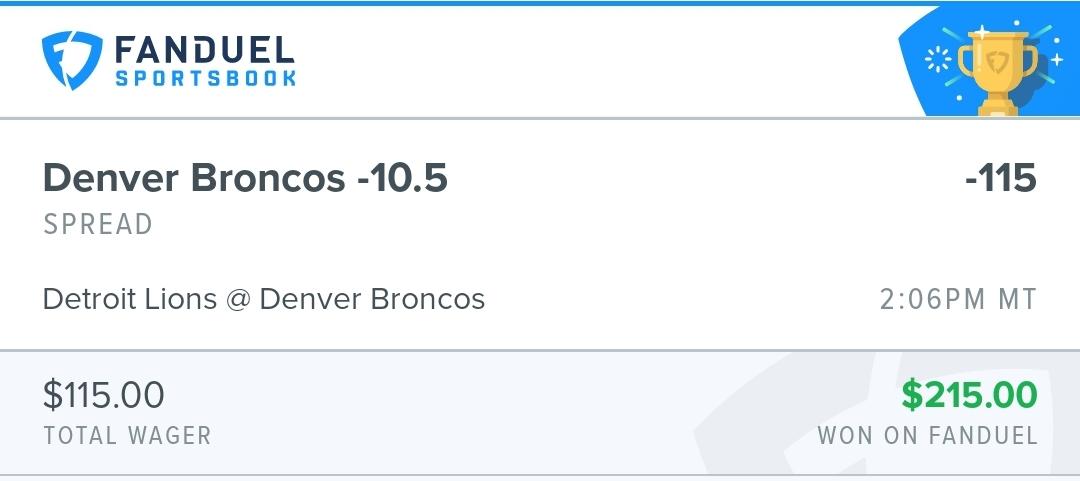 FANDUEL
SPORTSBOOK
Denver Broncos -10.5 -115
SPREAD
Detroit Lions @ Denver Broncos 2:06PM MT
$115.00 $215.00
TOTAL WAGER WON ON FANDUEL